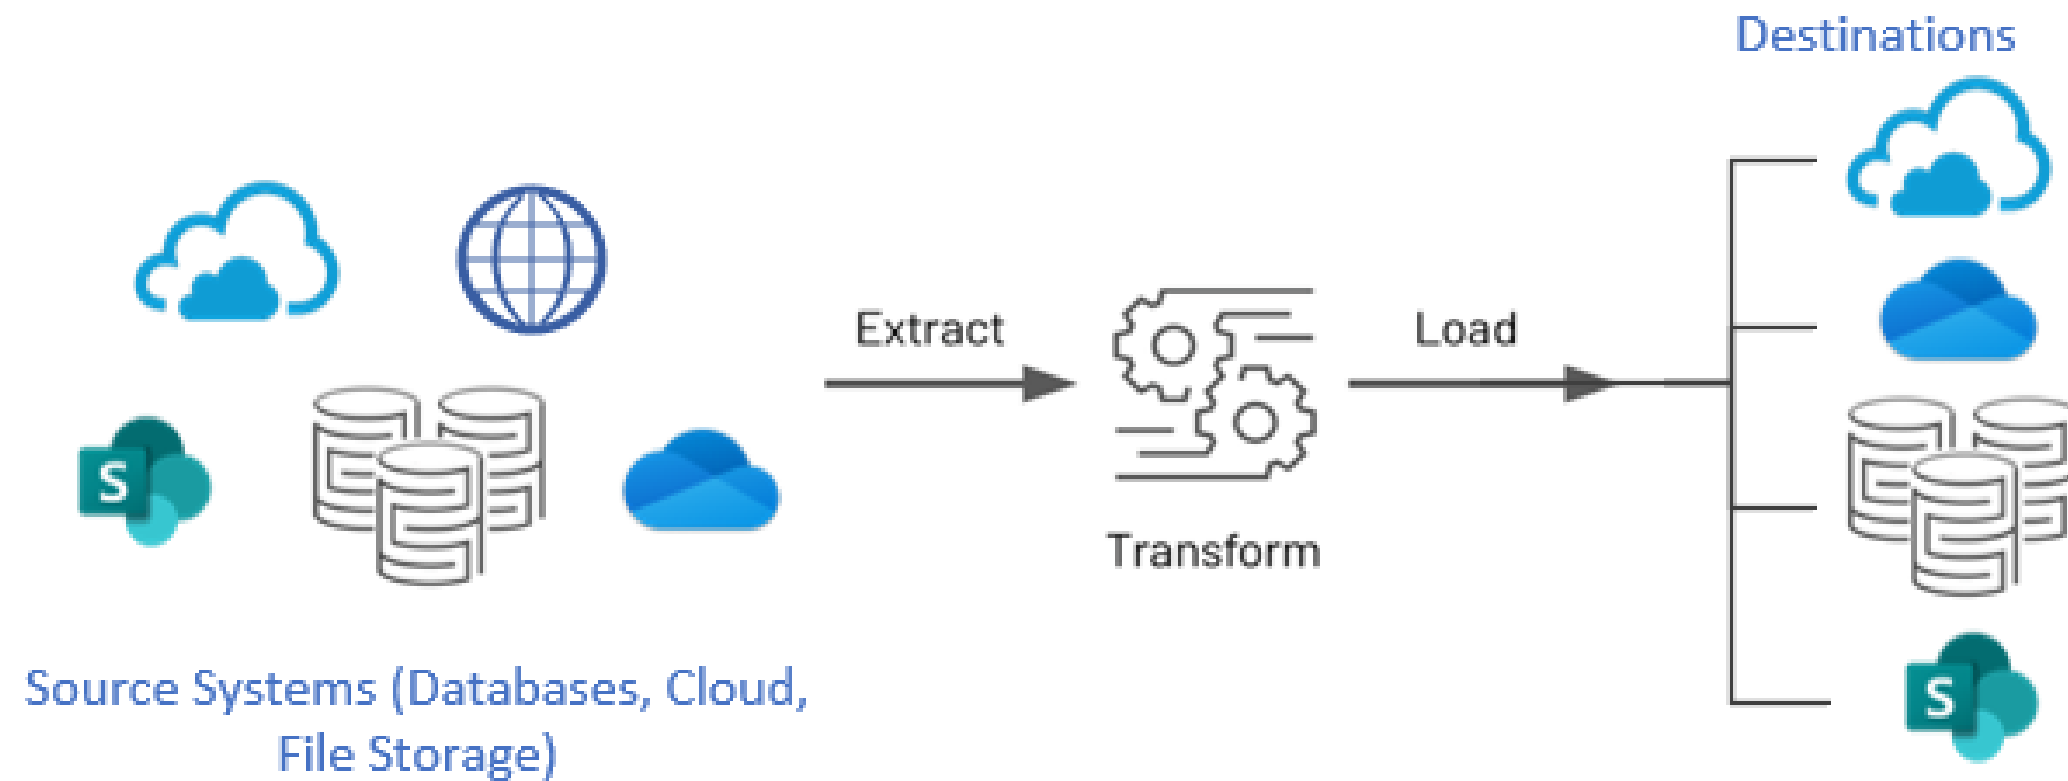 Destinations
Extract
Load
Transform
S
S
Source Systems (Databases, Cloud,
File Storage)